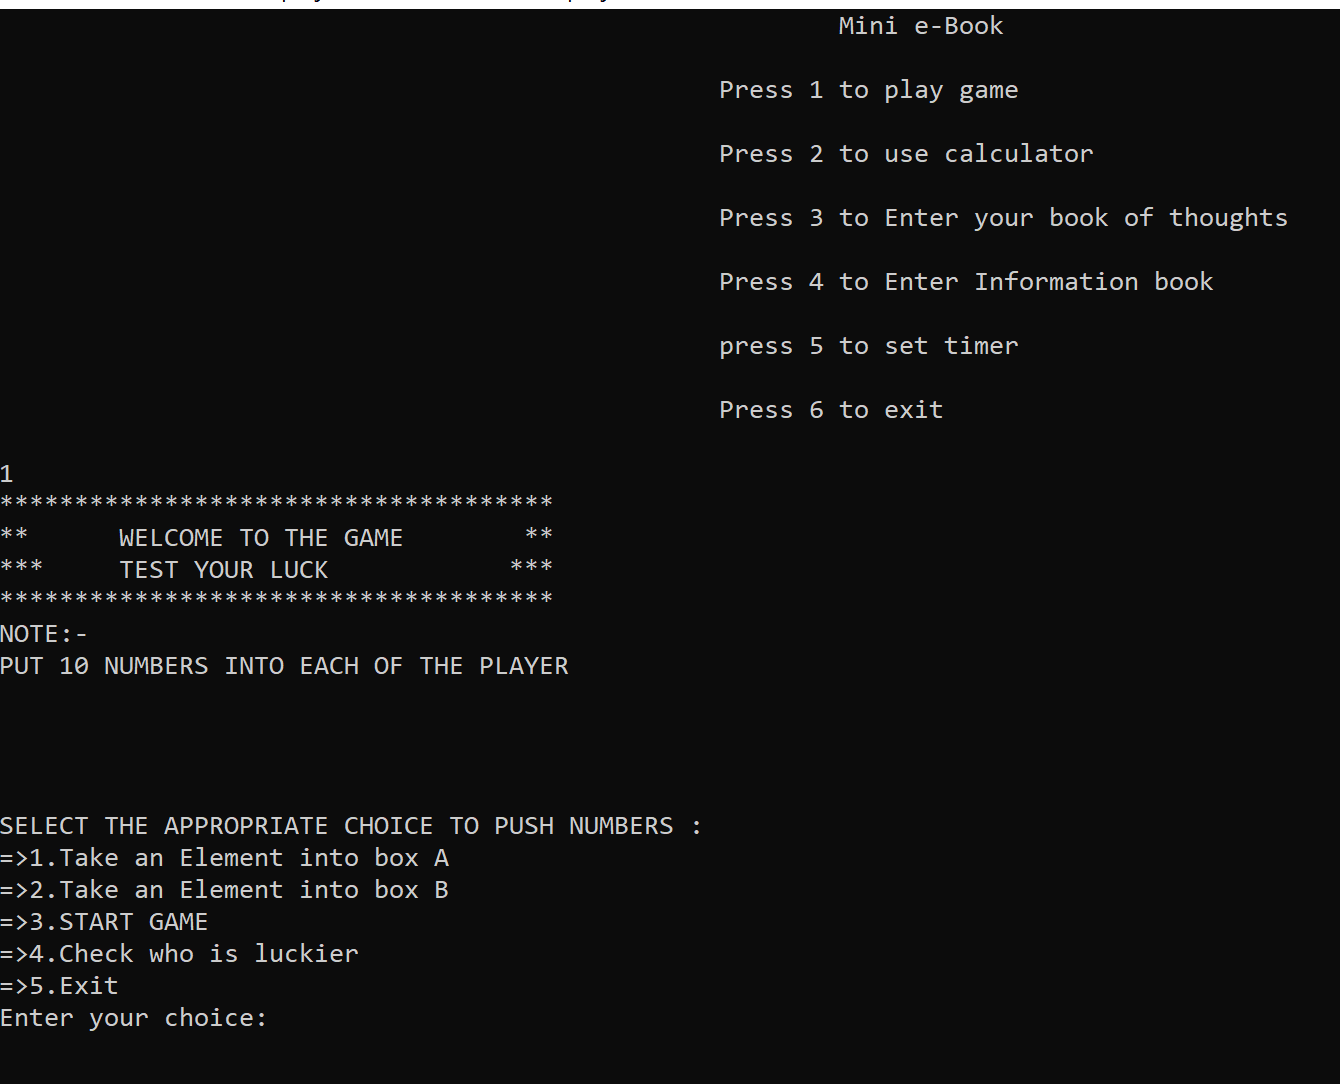 Mini e-Book
Press 1 to play game
Press 2 to use calculator
Press 3 to Enter your book of thoughts
Press 4 to Enter Information book
press 5 to set timer
Press 6 to exit
1
*************************************
** WELCOME TO THE GAME **
*** TEST YOUR LUCK ***
*************************************
NOTE:-
PUT 10 NUMBERS INTO EACH OF THE PLAYER
SELECT THE APPROPRIATE CHOICE TO PUSH NUMBERS :
=>1.Take an Element into box A
=>2.Take an Element into box B
=>3.START GAME
=>4.Check who is luckier
=>5.Exit
Enter your choice: